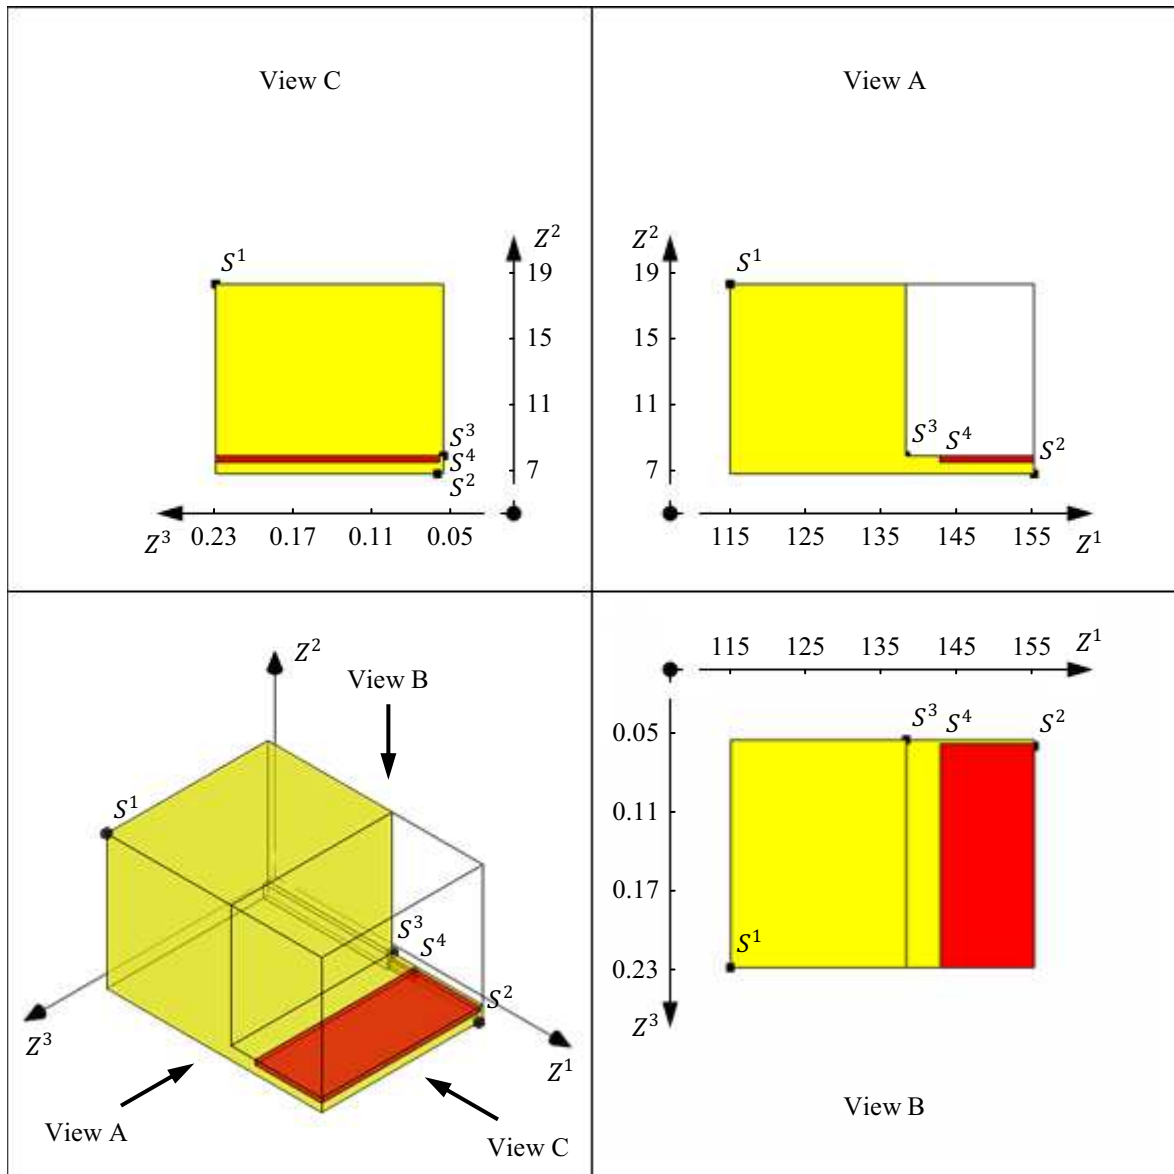 View C
S¹
Z²
19
15
11
7
S³
S⁴
S²
Z³ 0.23 0.17 0.11 0.05
View A
Z²
S¹
19
15
11
7
S³ S⁴ S²
115 125 135 145 155 Z¹
Z²
View B
S¹
S³
S⁴
S²
Z³
Z¹
View A
View C
115 125 135 145 155 Z¹
0.05
S³ S⁴ S²
0.11
0.17
S¹
0.23
Z³
View B